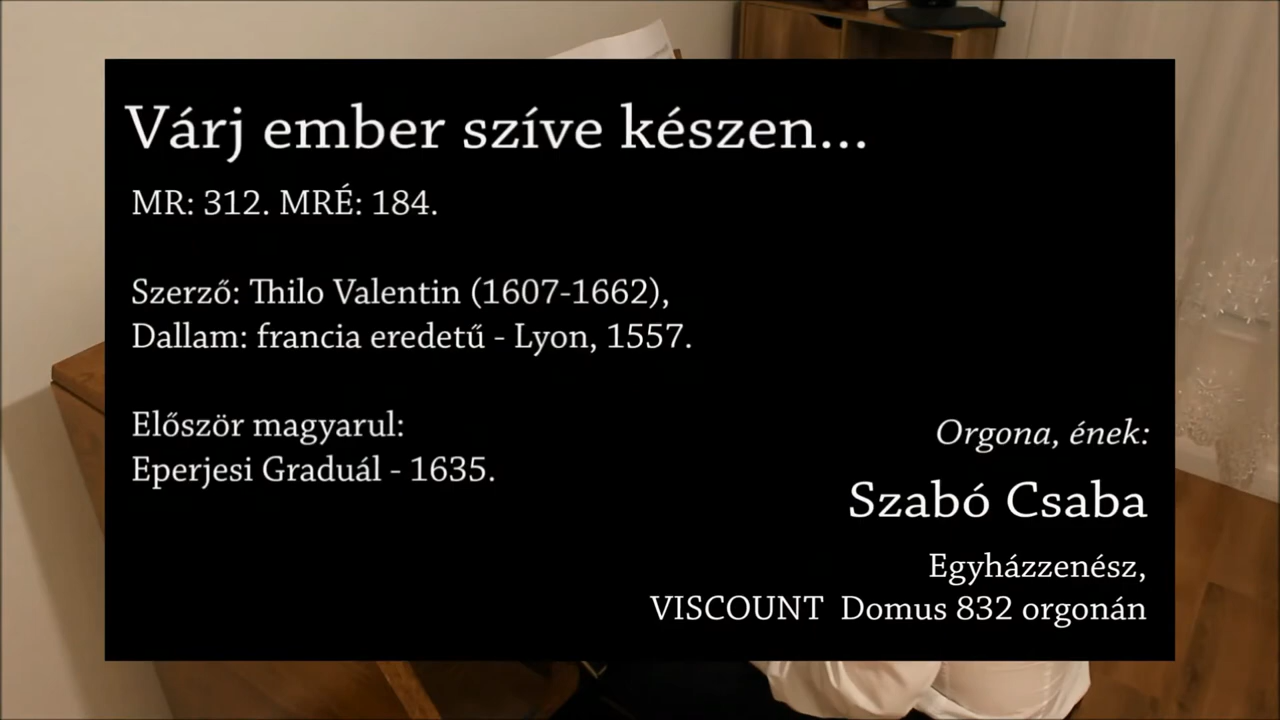 Várj ember szíve készen...
MR: 312. MRÉ: 184.
Szerző: Thilo Valentin (1607-1662),
Dallam: francia eredetű - Lyon, 1557.
Először magyarul:
Eperjesi Graduál - 1635.
Orgona, ének:
Szabó Csaba
Egyházzenész,
VISCOUNT Domus 832 orgonán